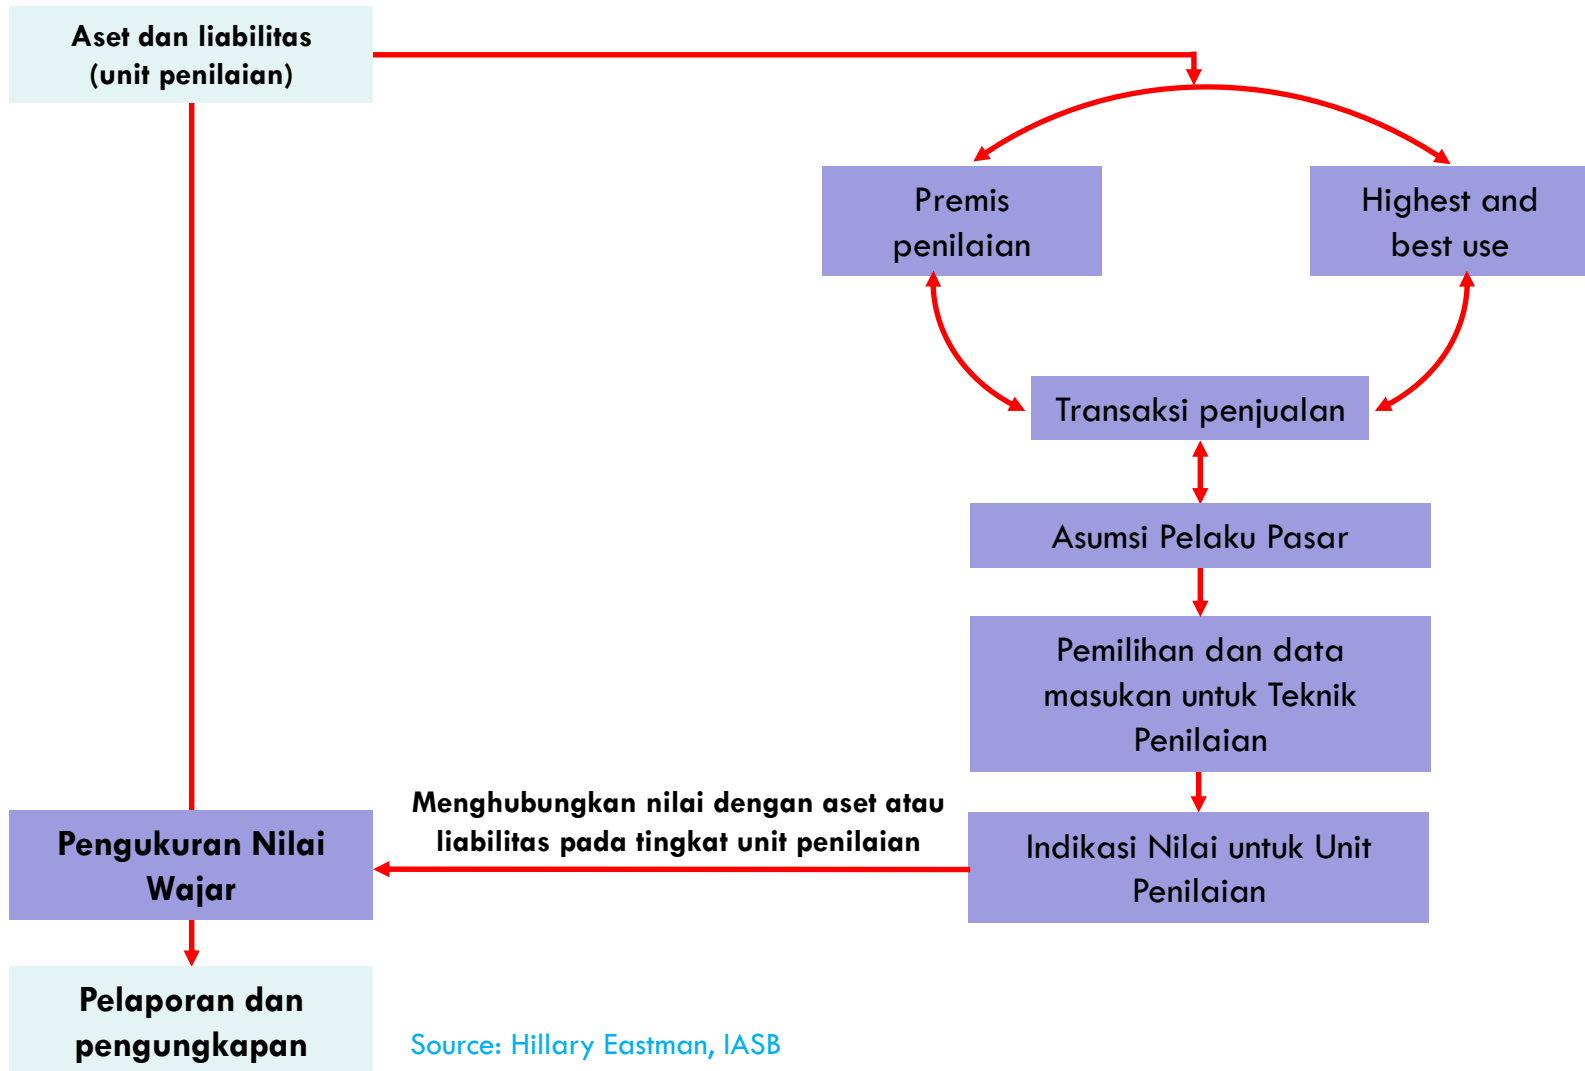 Aset dan liabilitas
(unit penilaian)
Premis
penilaian
Highest and
best use
Transaksi penjualan
Asumsi Pelaku Pasar
Pemilihan dan data
masukan untuk Teknik
Penilaian
Menghubungkan nilai dengan aset atau
liabilitas pada tingkat unit penilaian
Indikasi Nilai untuk Unit
Penilaian
Pengukuran Nilai
Wajar
Pelaporan dan
pengungkapan
Source: Hillary Eastman, IASB